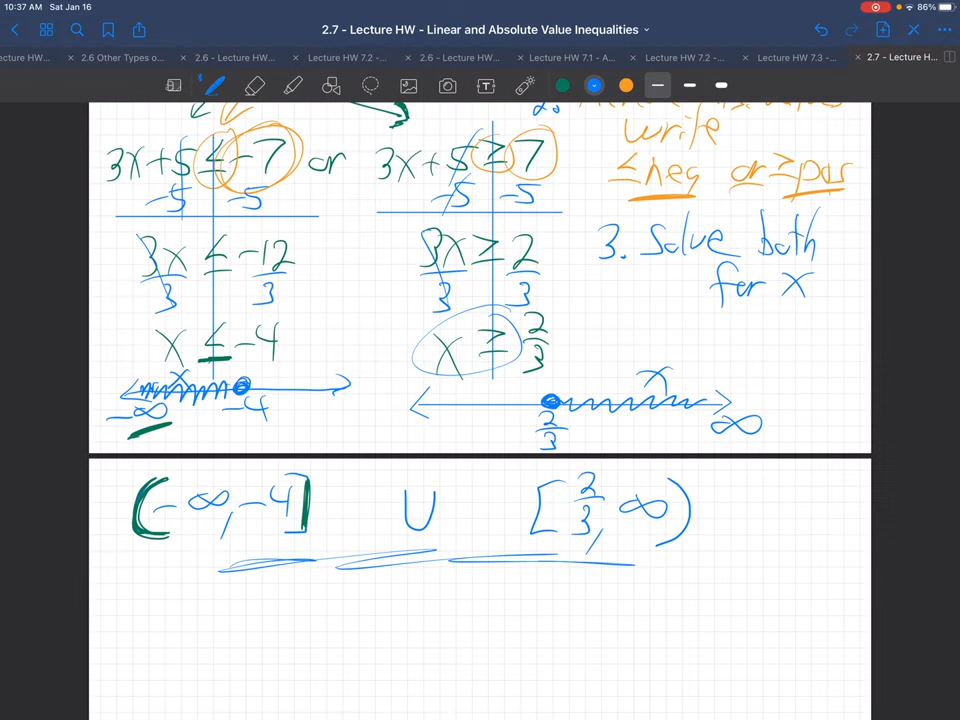 10:37 AM Sat Jan 16
86%
2.7 - Lecture HW - Linear and Absolute Value Inequalities
cture HW...
2.6 Other Types o...
2.6 - Lecture HW...
Lecture HW 7.2 -...
2.6 - Lecture HW...
Lecture HW 7.1 - A...
Lecture HW 7.2 -...
Lecture HW 7.3 -...
2.7 - Lecture H...
write
≤neg or ≥pos
3x+5 ≤ -7 or 3x+5 ≥ 7
-5 -5 -5 -5
3. Solve both
for x
3x ≤ -12 3x ≥ 2
3 3 3 3
x ≤ -4 x ≥ 2/3
x x
-∞ -4 2/3 ∞
(-∞, -4] U [2/3, ∞)